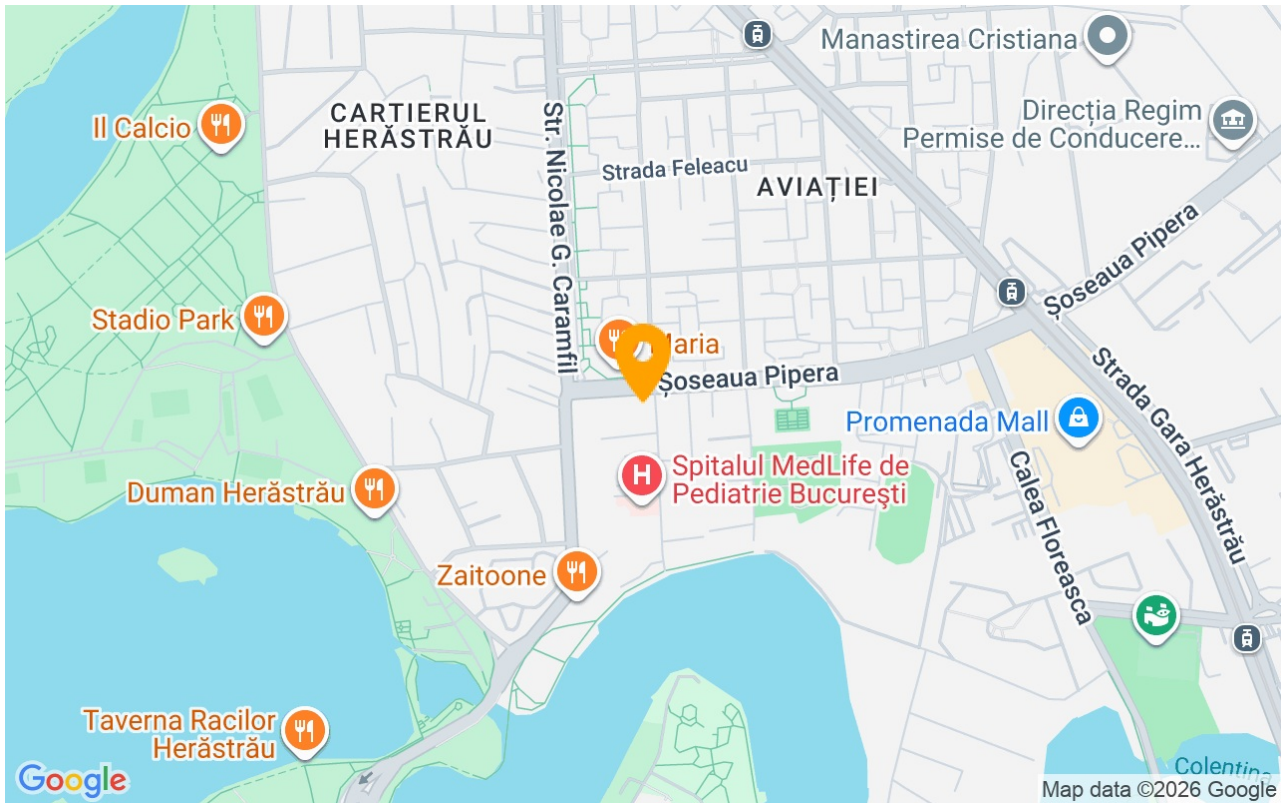 Manastirea Cristiana
CARTIERUL
HERĂSTRĂU
Il Calcio
Direcția Regim
Permise de Conducere...
Str. Nicolae G. Caramfil
Strada Feleacu
AVIAȚIEI
Șoseaua Pipera
Stadio Park
Maria
Șoseaua Pipera
Strada Gara Herăstrău
Promenada Mall
Spitalul MedLife de
Pediatrie Bucureşti
Calea Floreasca
Duman Herăstrău
H
Zaitoone
Taverna Racilor
Herăstrău
Colentina
Google
Map data ©2026 Google